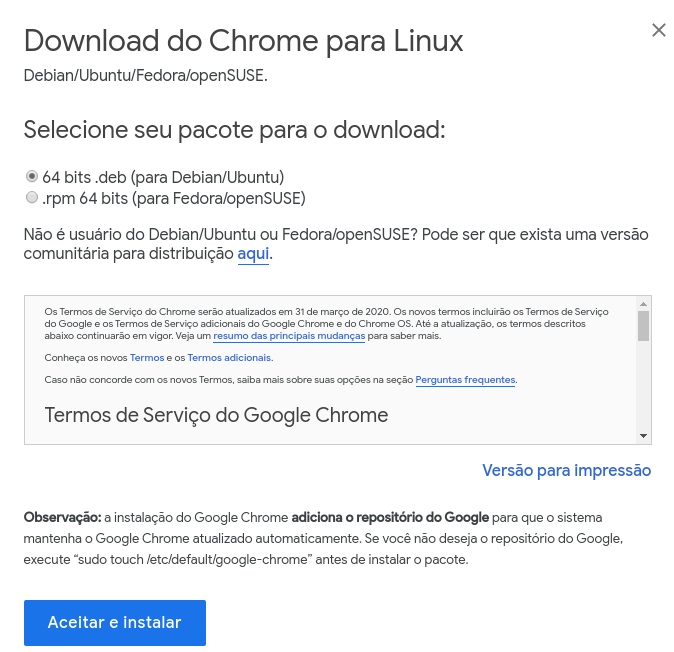 Download do Chrome para Linux
Debian/Ubuntu/Fedora/openSUSE.
Selecione seu pacote para o download:
64 bits .deb (para Debian/Ubuntu)
.rpm 64 bits (para Fedora/openSUSE)
Não é usuário do Debian/Ubuntu ou Fedora/openSUSE? Pode ser que exista uma versão
comunitária para distribuição aqui.
Os Termos de Serviço do Chrome serão atualizados em 31 de março de 2020. Os novos termos incluirão os Termos de Serviço
do Google e os Termos de Serviço adicionais do Google Chrome e do Chrome OS. Até a atualização, os termos descritos
abaixo continuarão em vigor. Veja um resumo das principais mudanças para saber mais.
Conheça os novos Termos e os Termos adicionais.
Caso não concorde com os novos Termos, saiba mais sobre suas opções na seção Perguntas frequentes.
Termos de Serviço do Google Chrome
Versão para impressão
Observação: a instalação do Google Chrome adiciona o repositório do Google para que o sistema
mantenha o Google Chrome atualizado automaticamente. Se você não deseja o repositório do Google,
execute “sudo touch /etc/default/google-chrome” antes de instalar o pacote.
Aceitar e instalar